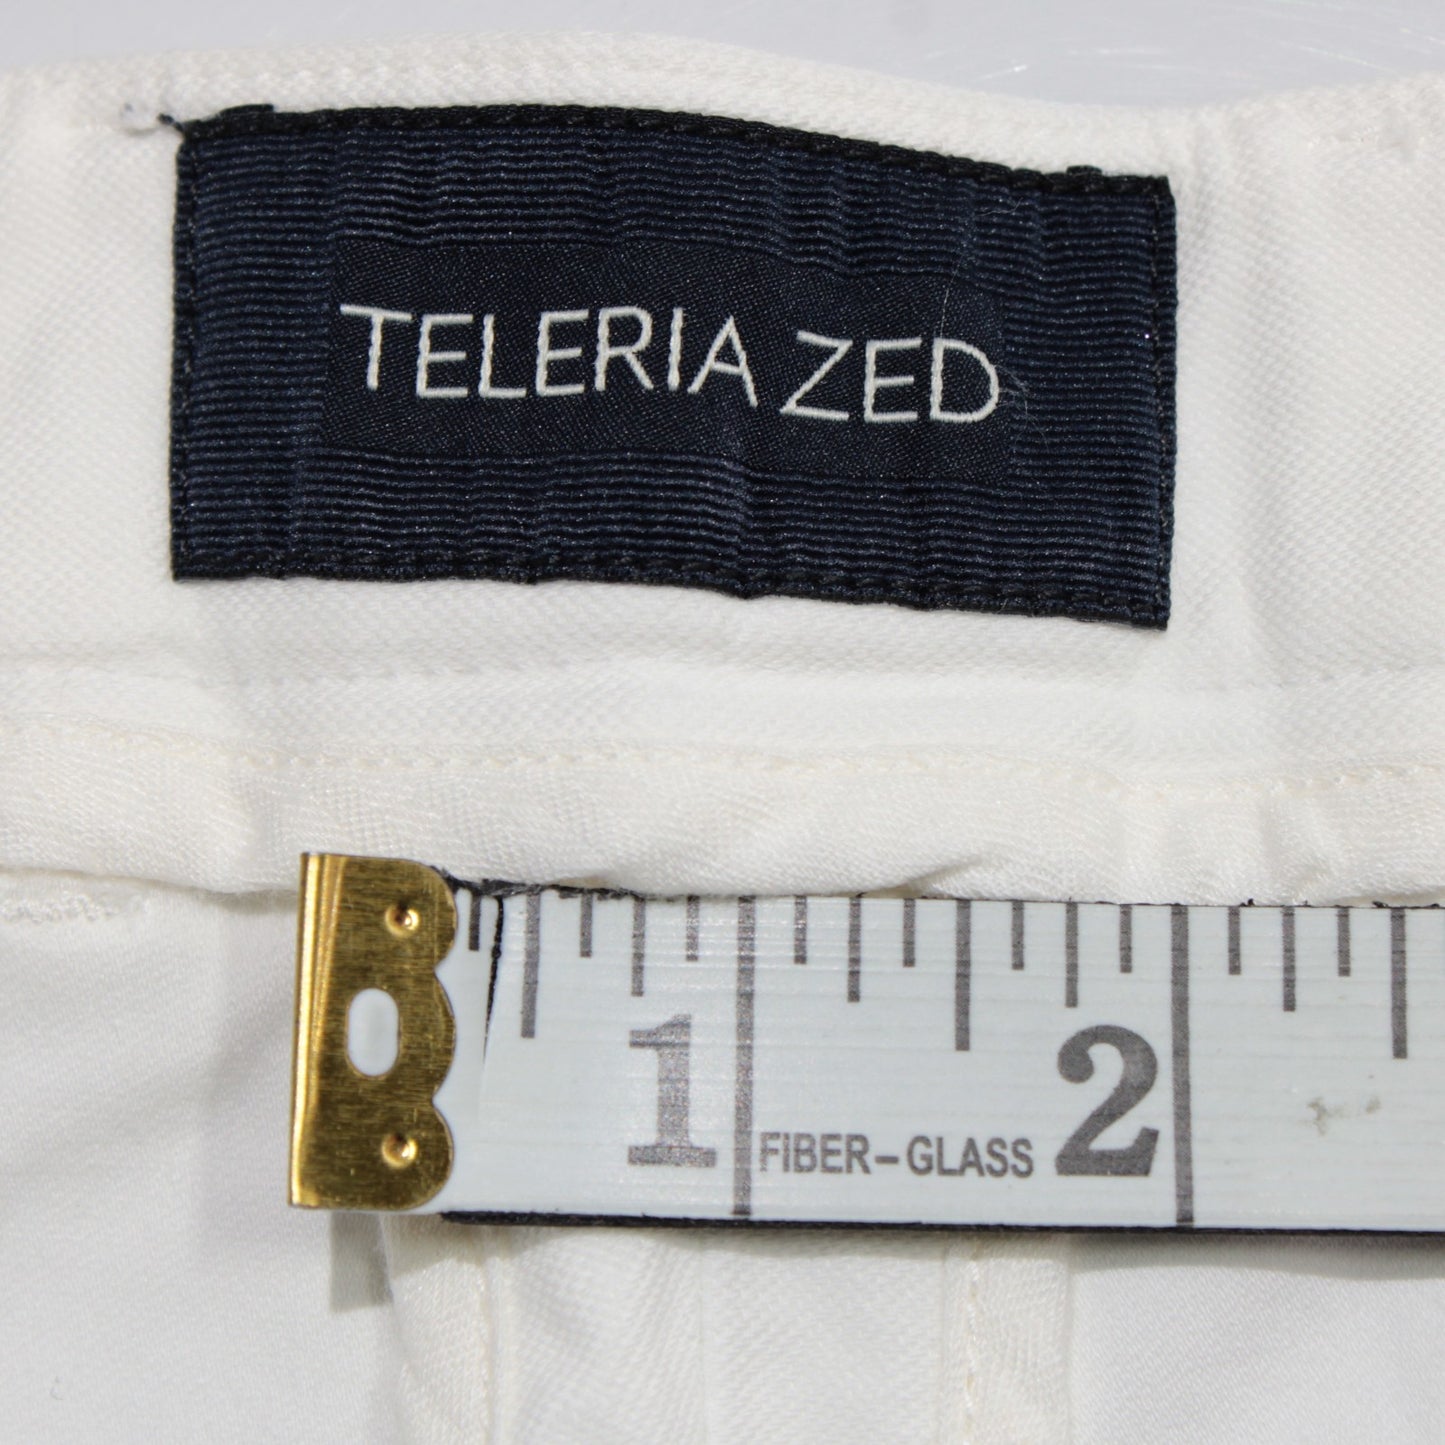 TELERIA ZED
1 2
FIBER-GLASS